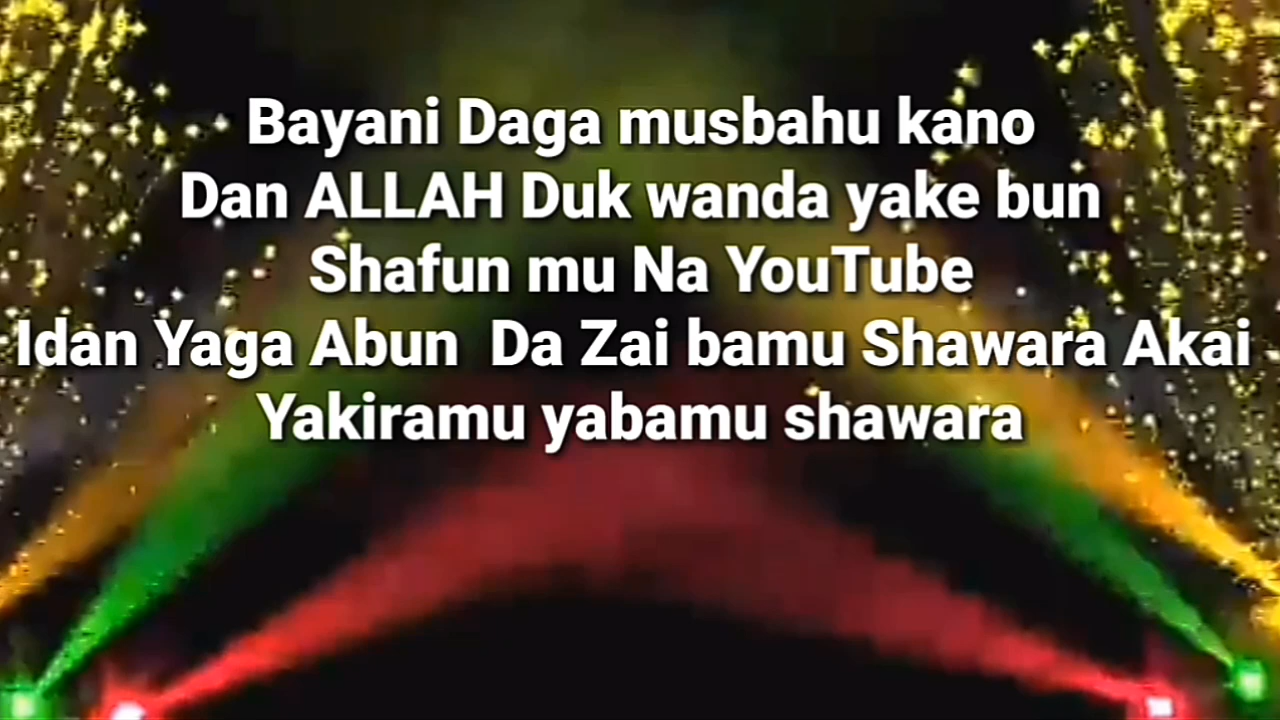 Bayani Daga musbahu kano
Dan ALLAH Duk wanda yake bun
Shafun mu Na YouTube
Idan Yaga Abun  Da Zai bamu Shawara Akai
Yakiramu yabamu shawara